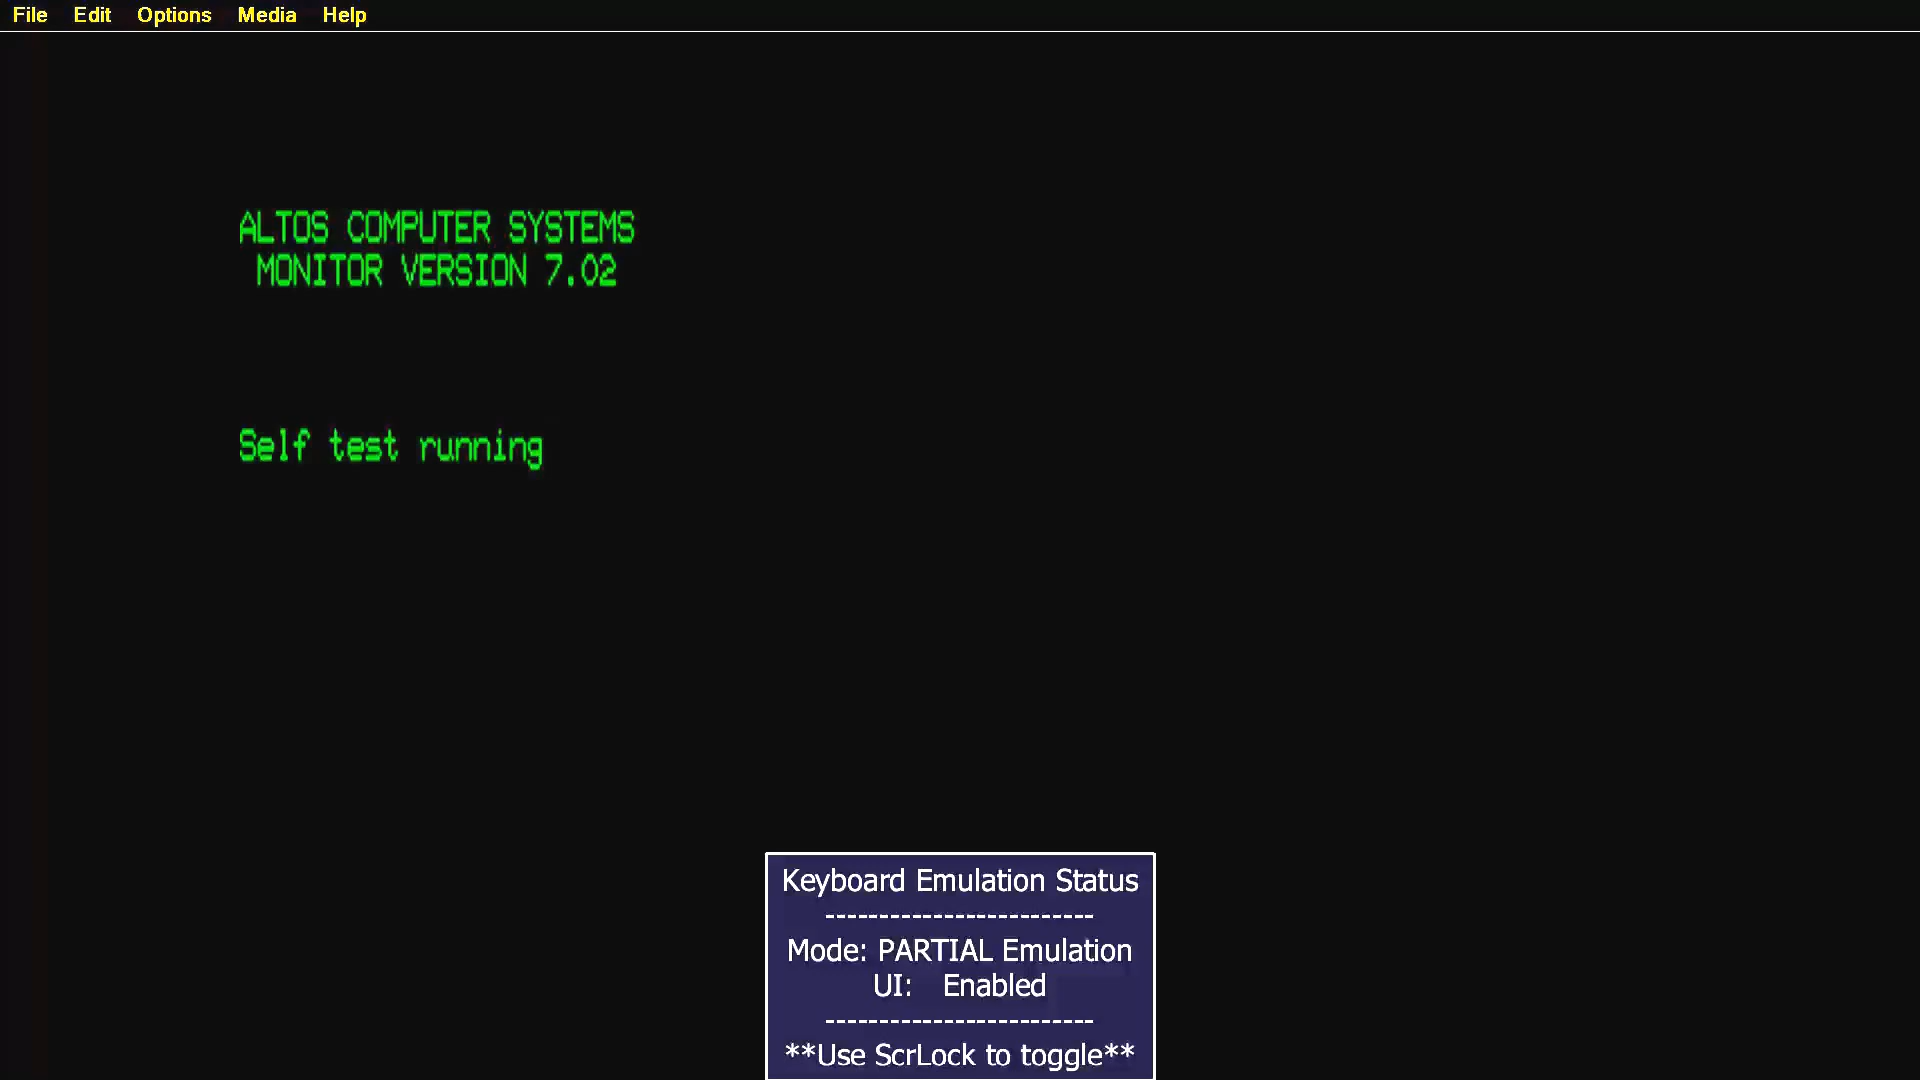 File Edit Options Media Help
ALTOS COMPUTER SYSTEMS
MONITOR VERSION 7.02
Self test running
Keyboard Emulation Status
-------------------------
Mode: PARTIAL Emulation
UI: Enabled
-------------------------
**Use ScrLock to toggle**